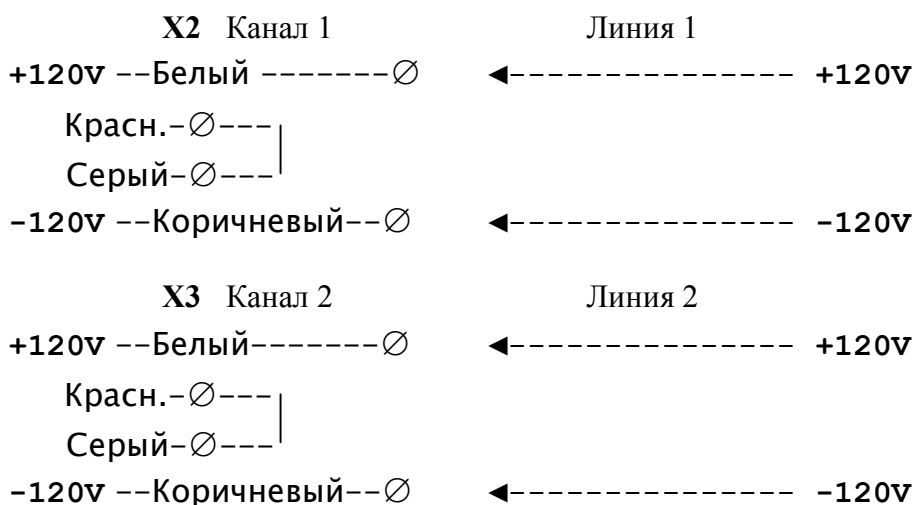 X2 Канал 1 Линия 1
+120V --Белый -------∅ ◄--------------- +120V
Красн.-∅---
Серый-∅---
-120V --Коричневый--∅ ◄--------------- -120V
X3 Канал 2 Линия 2
+120V --Белый-------∅ ◄--------------- +120V
Красн.-∅---
Серый-∅---
-120V --Коричневый--∅ ◄--------------- -120V